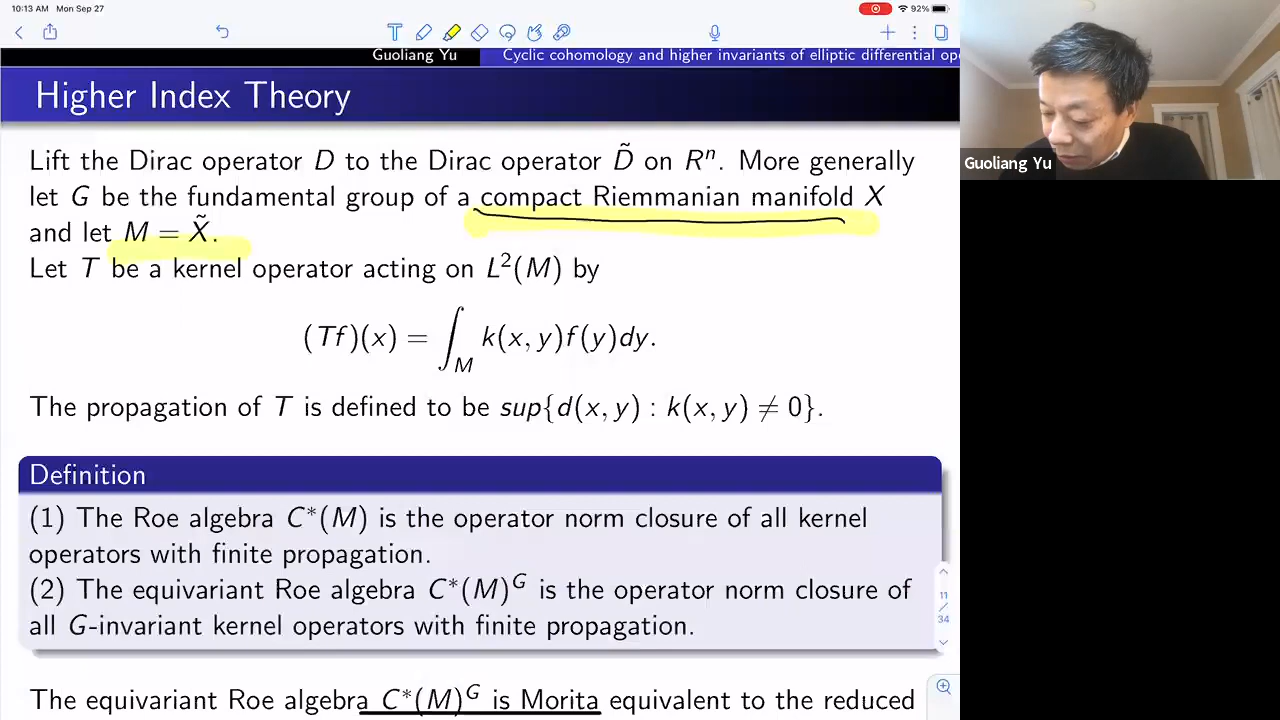 10:13 AM Mon Sep 27
92%
Guoliang Yu Cyclic cohomology and higher invariants of elliptic differential op
Higher Index Theory
Lift the Dirac operator D to the Dirac operator D̃ on Rⁿ. More generally
let G be the fundamental group of a compact Riemmanian manifold X
and let M = X̃.
Let T be a kernel operator acting on L²(M) by
(Tf)(x) = ∫_M k(x, y)f(y)dy.
The propagation of T is defined to be sup{d(x, y) : k(x, y) ≠ 0}.
Definition
(1) The Roe algebra C*(M) is the operator norm closure of all kernel
operators with finite propagation.
(2) The equivariant Roe algebra C*(M)^G is the operator norm closure of
all G-invariant kernel operators with finite propagation.
The equivariant Roe algebra C*(M)^G is Morita equivalent to the reduced
11
/
34
Guoliang Yu